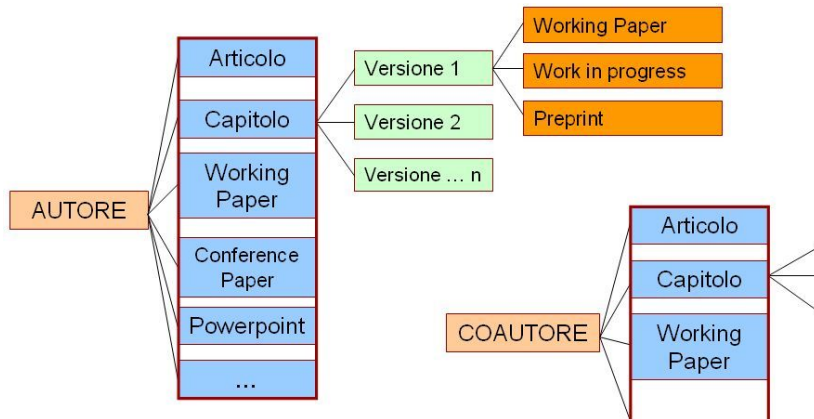 Articolo
Capitolo
Working
Paper
Conference
Paper
Powerpoint
...
AUTORE
Versione 1
Versione 2
Versione ... n
Working Paper
Work in progress
Preprint
COAUTORE
Articolo
Capitolo
Working
Paper